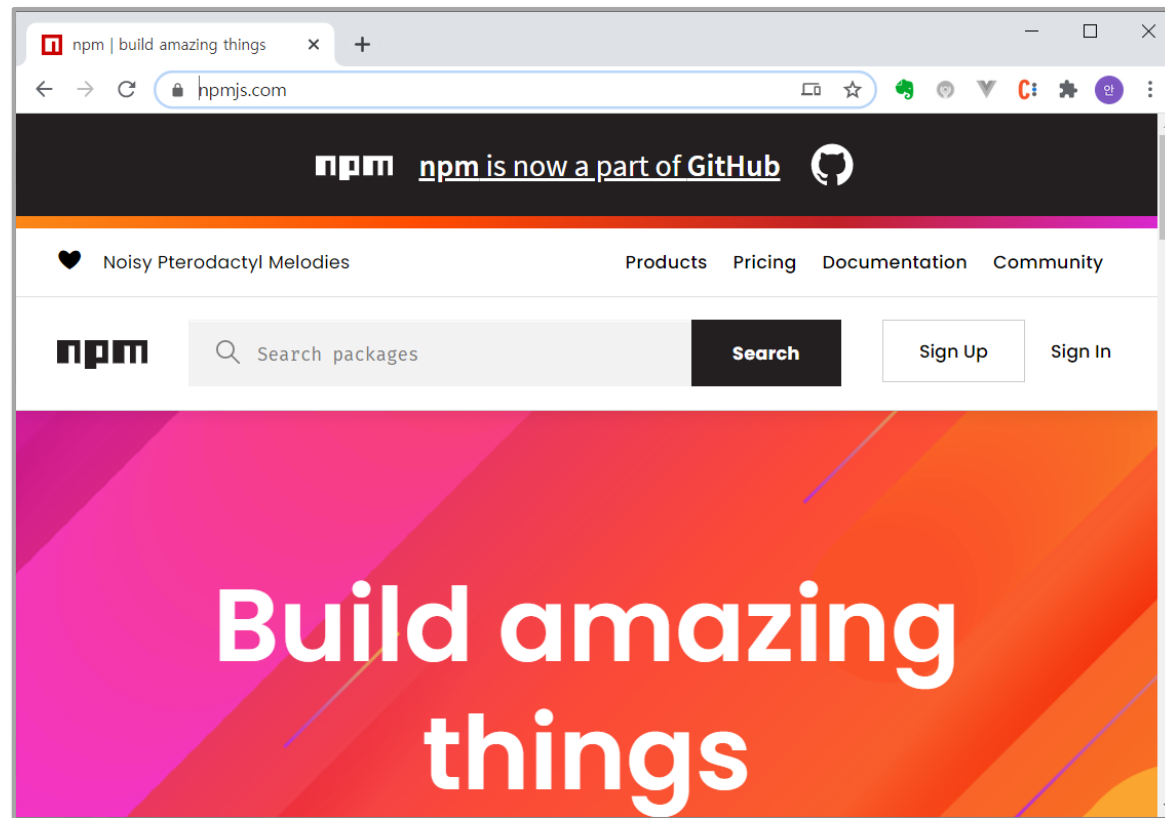 npm | build amazing things
npmjs.com
안
npm npm is now a part of GitHub
Noisy Pterodactyl Melodies Products Pricing Documentation Community
npm Search packages Search Sign Up Sign In
Build amazing
things